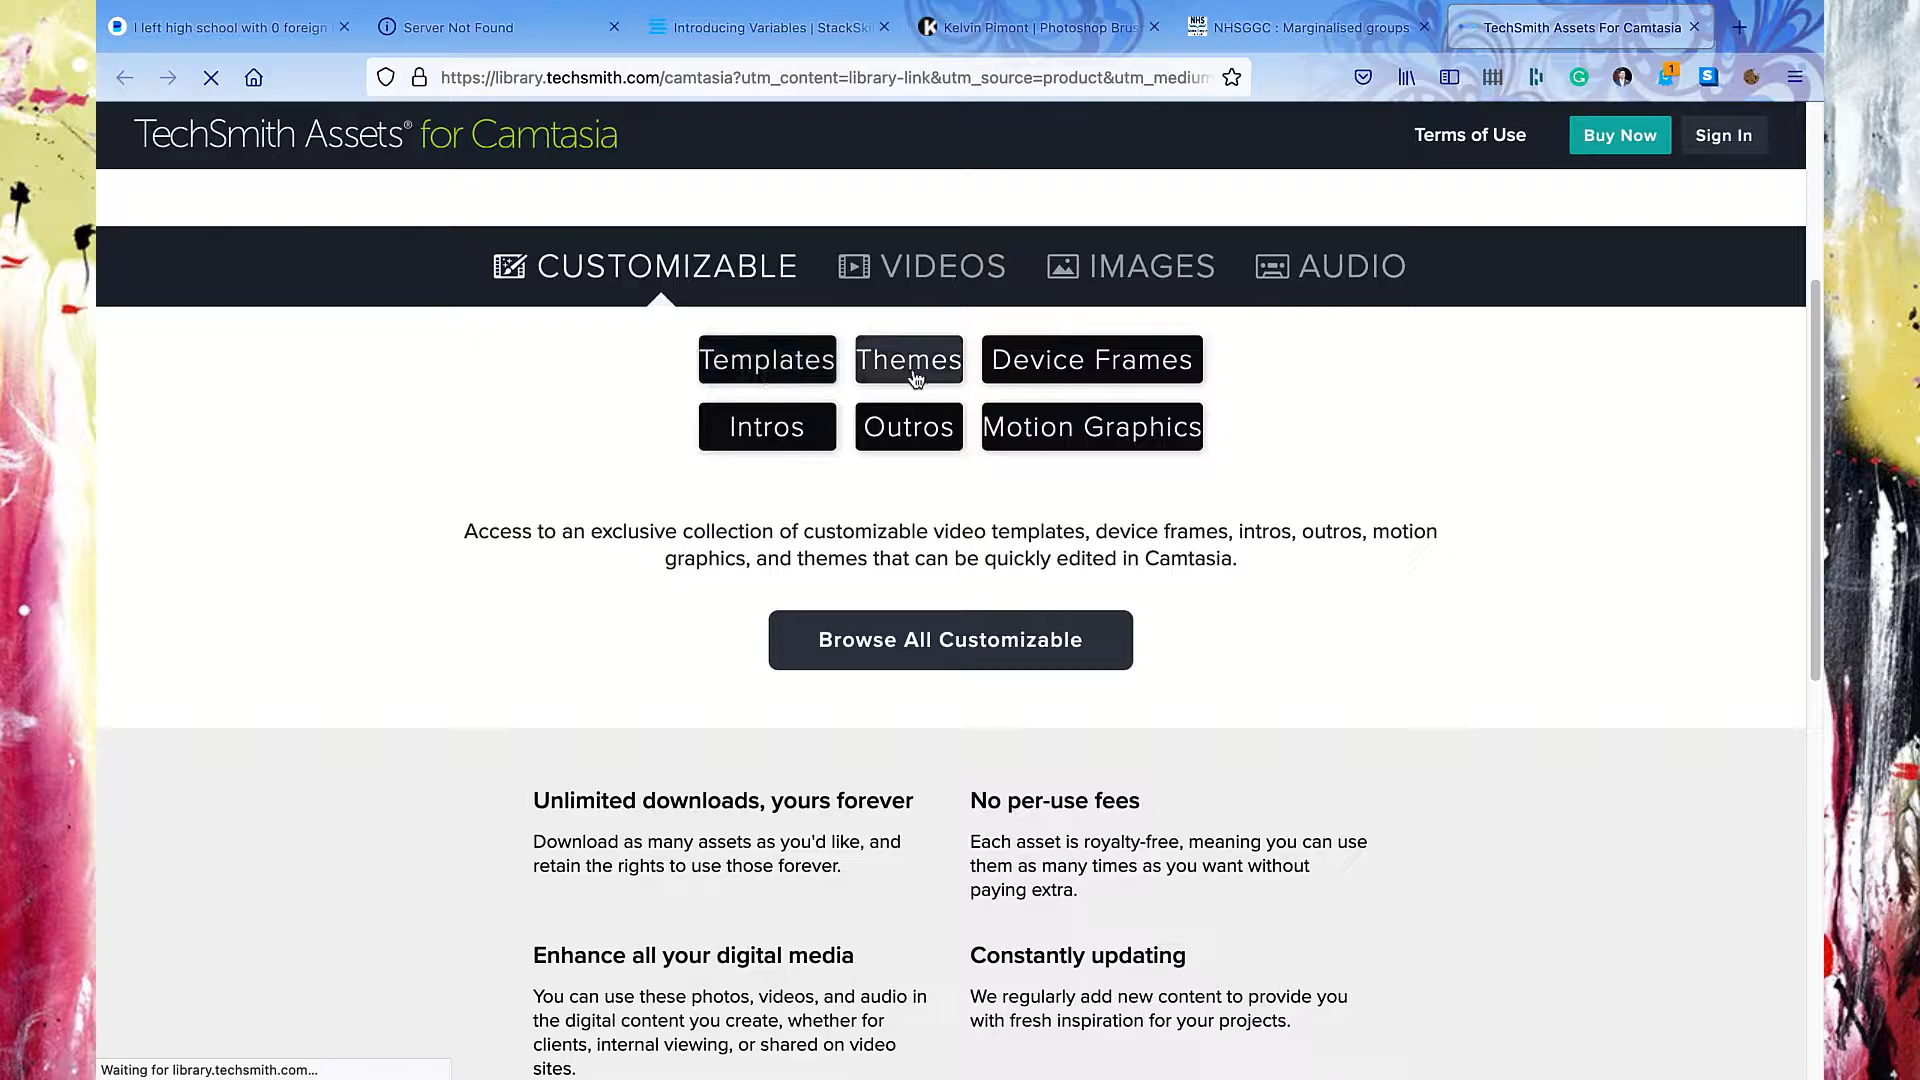 I left high school with 0 foreign
Server Not Found
Introducing Variables | StackSki
Kelvin Pimont | Photoshop Brus
NHSGGC : Marginalised groups
TechSmith Assets For Camtasia
https://library.techsmith.com/camtasia?utm_content=library-link&utm_source=product&utm_medium
1
TechSmith Assets® for Camtasia
Terms of Use
Buy Now
Sign In
CUSTOMIZABLE
VIDEOS
IMAGES
AUDIO
Templates
Themes
Device Frames
Intros
Outros
Motion Graphics
Access to an exclusive collection of customizable video templates, device frames, intros, outros, motion
graphics, and themes that can be quickly edited in Camtasia.
Browse All Customizable
Unlimited downloads, yours forever
Download as many assets as you'd like, and
retain the rights to use those forever.
No per-use fees
Each asset is royalty-free, meaning you can use
them as many times as you want without
paying extra.
Enhance all your digital media
You can use these photos, videos, and audio in
the digital content you create, whether for
clients, internal viewing, or shared on video
sites.
Constantly updating
We regularly add new content to provide you
with fresh inspiration for your projects.
Waiting for library.techsmith.com...